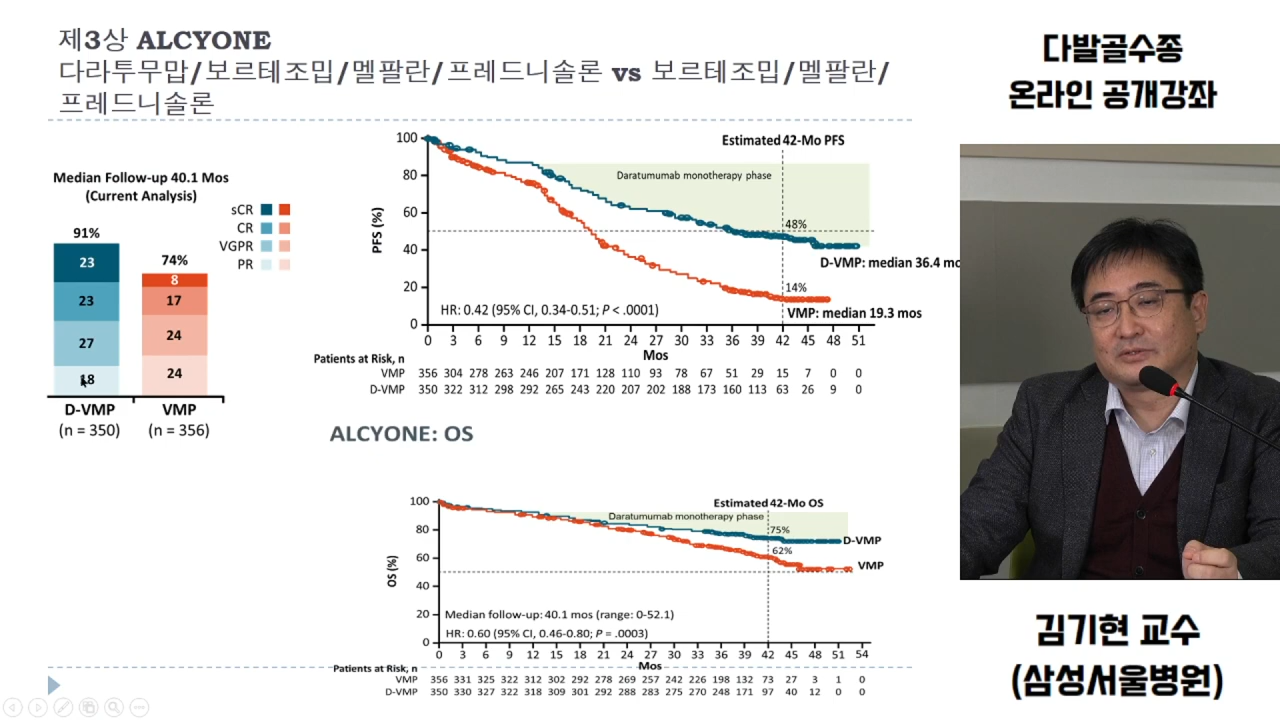 제3상 ALCYONE
다라투무맙/보르테조밉/멜팔란/프레드니솔론 vs 보르테조밉/멜팔란/
프레드니솔론
다발골수종
온라인 공개강좌
Median Follow-up 40.1 Mos
(Current Analysis)
sCR
CR
VGPR
PR
91%
23
23
27
18
74%
8
17
24
24
D-VMP
(n = 350)
VMP
(n = 356)
Estimated 42-Mo PFS
Daratumumab monotherapy phase
PFS (%)
100
80
60
40
20
0
48%
D-VMP: median 36.4 mo
14%
VMP: median 19.3 mos
HR: 0.42 (95% CI, 0.34-0.51; P < .0001)
0 3 6 9 12 15 18 21 24 27 30 33 36 39 42 45 48 51
Mos
Patients at Risk, n
VMP 356 304 278 263 246 207 171 128 110 93 78 67 51 29 15 7 0 0
D-VMP 350 322 312 298 292 265 243 220 207 202 188 173 160 113 63 26 9 0
ALCYONE: OS
Estimated 42-Mo OS
Daratumumab monotherapy phase
OS (%)
100
80
60
40
20
0
75%
D-VMP
62%
VMP
Median follow-up: 40.1 mos (range: 0-52.1)
HR: 0.60 (95% CI, 0.46-0.80; P = .0003)
0 3 6 9 12 15 18 21 24 27 30 33 36 39 42 45 48 51 54
Mos
Patients at Risk, n
VMP 356 331 325 322 312 302 292 278 269 257 242 226 198 132 73 27 3 1 0
D-VMP 350 330 327 322 318 309 301 292 288 283 275 270 248 171 97 40 12 0 0
김기현 교수
(삼성서울병원)